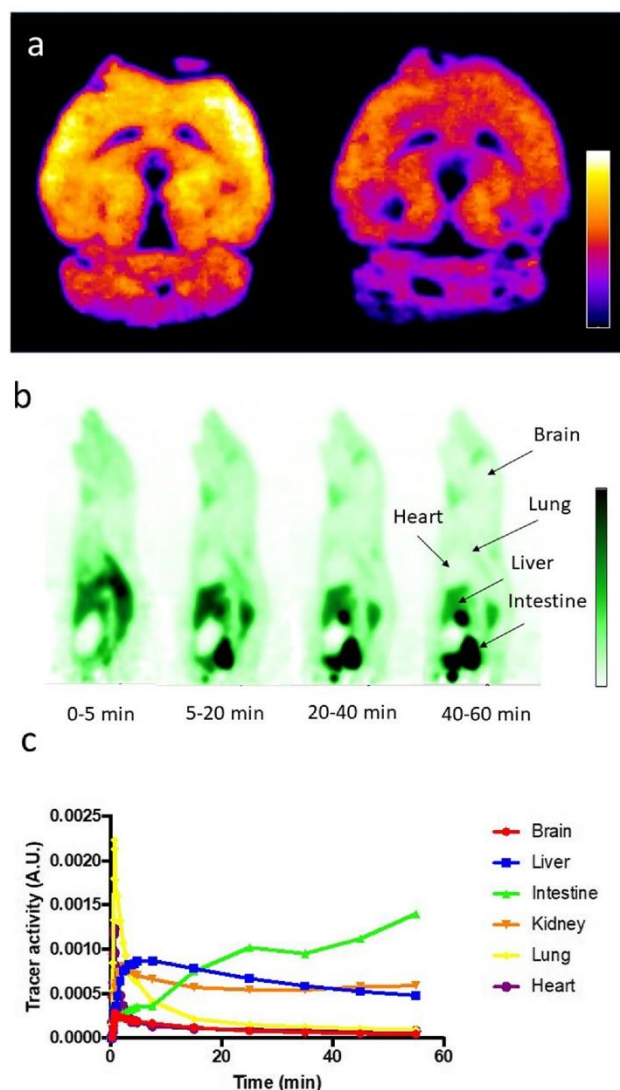 a
b
Brain
Heart
Lung
Liver
Intestine
0-5 min 5-20 min 20-40 min 40-60 min
c
Tracer activity (A.U.)
0.0025
0.0020
0.0015
0.0010
0.0005
0.0000
0 20 40 60
Time (min)
Brain
Liver
Intestine
Kidney
Lung
Heart